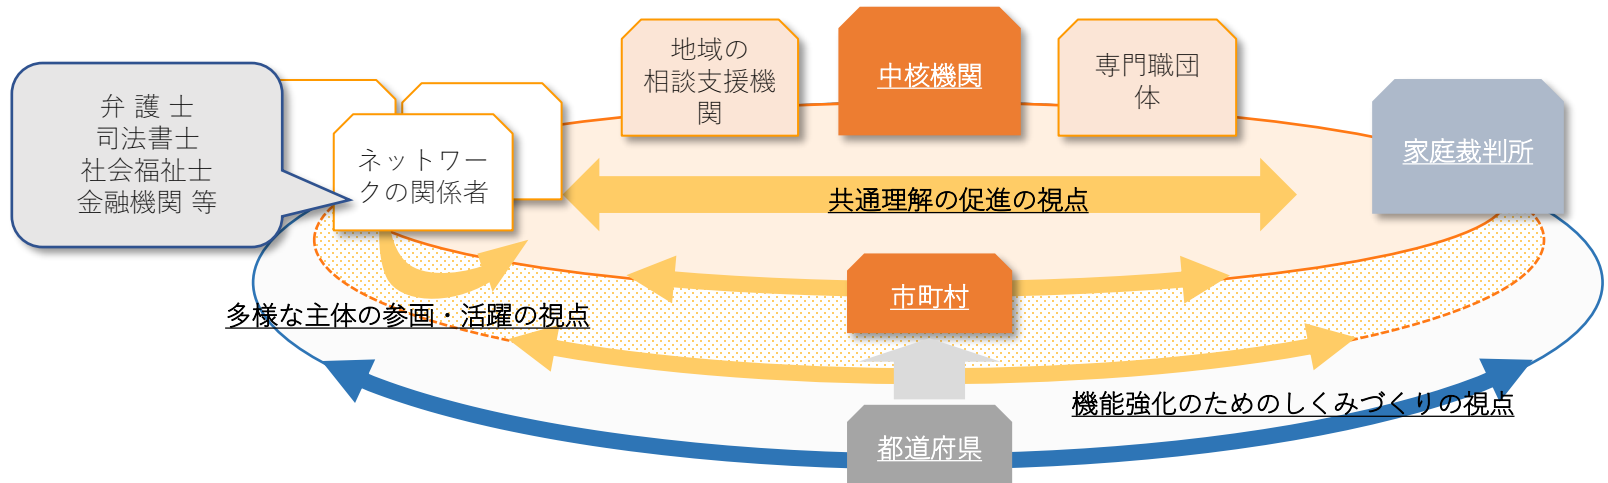 弁 護 士
司法書士
社会福祉士
金融機関 等
ネットワー
クの関係者
地域の
相談支援機
関
中核機関
専門職団
体
家庭裁判所
共通理解の促進の視点
市町村
多様な主体の参画・活躍の視点
機能強化のためのしくみづくりの視点
都道府県